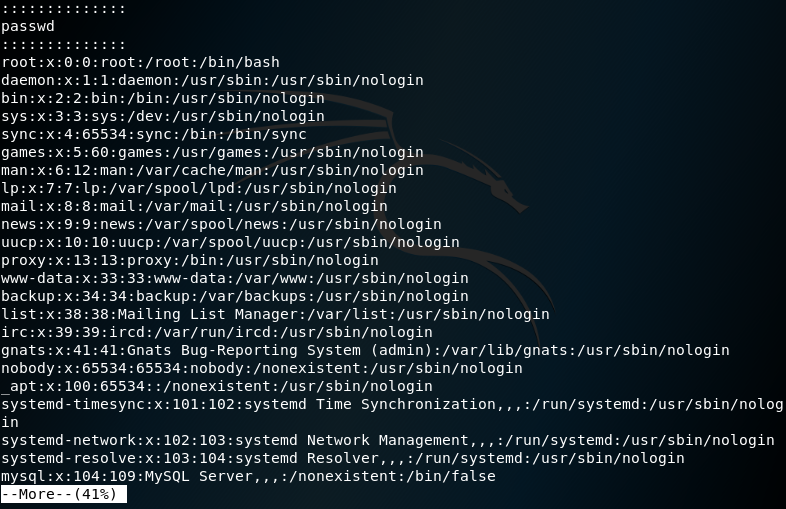 ::::::::::::::
passwd
::::::::::::::
root:x:0:0:root:/root:/bin/bash
daemon:x:1:1:daemon:/usr/sbin:/usr/sbin/nologin
bin:x:2:2:bin:/bin:/usr/sbin/nologin
sys:x:3:3:sys:/dev:/usr/sbin/nologin
sync:x:4:65534:sync:/bin:/bin/sync
games:x:5:60:games:/usr/games:/usr/sbin/nologin
man:x:6:12:man:/var/cache/man:/usr/sbin/nologin
lp:x:7:7:lp:/var/spool/lpd:/usr/sbin/nologin
mail:x:8:8:mail:/var/mail:/usr/sbin/nologin
news:x:9:9:news:/var/spool/news:/usr/sbin/nologin
uucp:x:10:10:uucp:/var/spool/uucp:/usr/sbin/nologin
proxy:x:13:13:proxy:/bin:/usr/sbin/nologin
www-data:x:33:33:www-data:/var/www:/usr/sbin/nologin
backup:x:34:34:backup:/var/backups:/usr/sbin/nologin
list:x:38:38:Mailing List Manager:/var/list:/usr/sbin/nologin
irc:x:39:39:ircd:/var/run/ircd:/usr/sbin/nologin
gnats:x:41:41:Gnats Bug-Reporting System (admin):/var/lib/gnats:/usr/sbin/nologin
nobody:x:65534:65534:nobody:/nonexistent:/usr/sbin/nologin
_apt:x:100:65534::/nonexistent:/usr/sbin/nologin
systemd-timesync:x:101:102:systemd Time Synchronization,,,:/run/systemd:/usr/sbin/nolog
in
systemd-network:x:102:103:systemd Network Management,,,:/run/systemd:/usr/sbin/nologin
systemd-resolve:x:103:104:systemd Resolver,,,:/run/systemd:/usr/sbin/nologin
mysql:x:104:109:MySQL Server,,,:/nonexistent:/bin/false
--More--(41%)